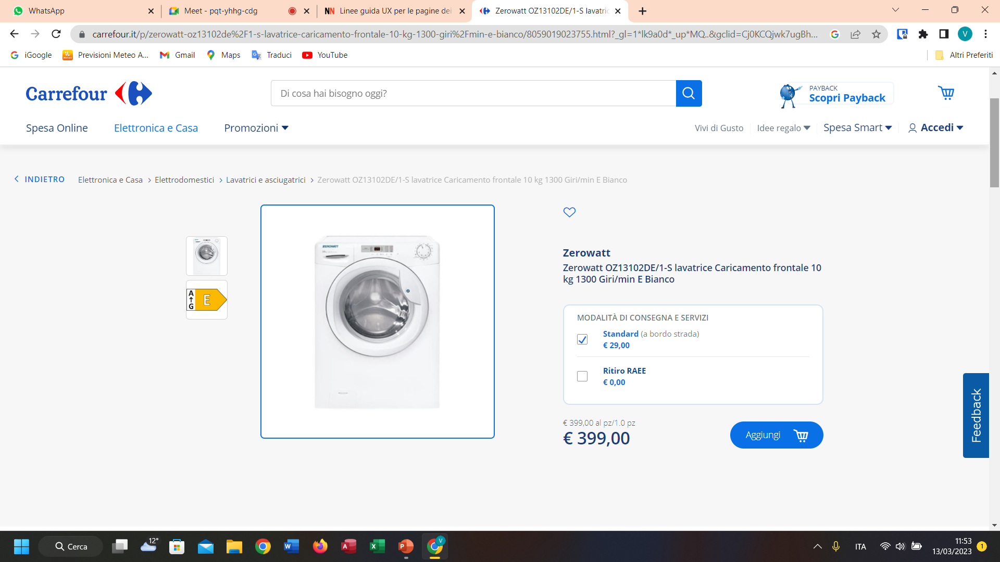 WhatsApp
Meet - pqt-yhhg-cdg
Linee guida UX per le pagine dei
Zerowatt OZ13102DE/1-S lavatric
carrefour.it/p/zerowatt-oz13102de%2F1-s-lavatrice-caricamento-frontale-10-kg-1300-giri%2Fmin-e-bianco/8059019023755.html?_gl=1*lk9a0d*_up*MQ..&gclid=Cj0KCQjwk7ugBh...
V
iGoogle
Previsioni Meteo A...
Gmail
Maps
Traduci
YouTube
Altri Preferiti
Carrefour
Di cosa hai bisogno oggi?
PAYBACK
Scopri Payback
Spesa Online
Elettronica e Casa
Promozioni
Vivi di Gusto
Idee regalo
Spesa Smart
Accedi
INDIETRO
Elettronica e Casa > Elettrodomestici > Lavatrici e asciugatrici > Zerowatt OZ13102DE/1-S lavatrice Caricamento frontale 10 kg 1300 Giri/min E Bianco
ZEROWATT
A
G
E
Zerowatt
Zerowatt OZ13102DE/1-S lavatrice Caricamento frontale 10
kg 1300 Giri/min E Bianco
MODALITÀ DI CONSEGNA E SERVIZI
Standard (a bordo strada)
€ 29,00
Ritiro RAEE
€ 0,00
€ 399,00 al pz/1.0 pz
€ 399,00
Aggiungi
Feedback
Cerca
12°
ITA
11:53
13/03/2023
1